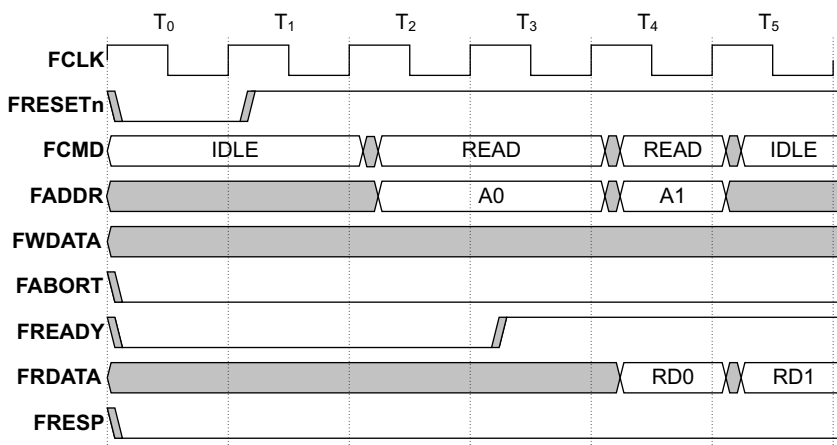 T0 T1 T2 T3 T4 T5
FCLK
FRESETn
FCMD IDLE READ READ IDLE
FADDR A0 A1
FWDATA
FABORT
FREADY
FRDATA RD0 RD1
FRESP